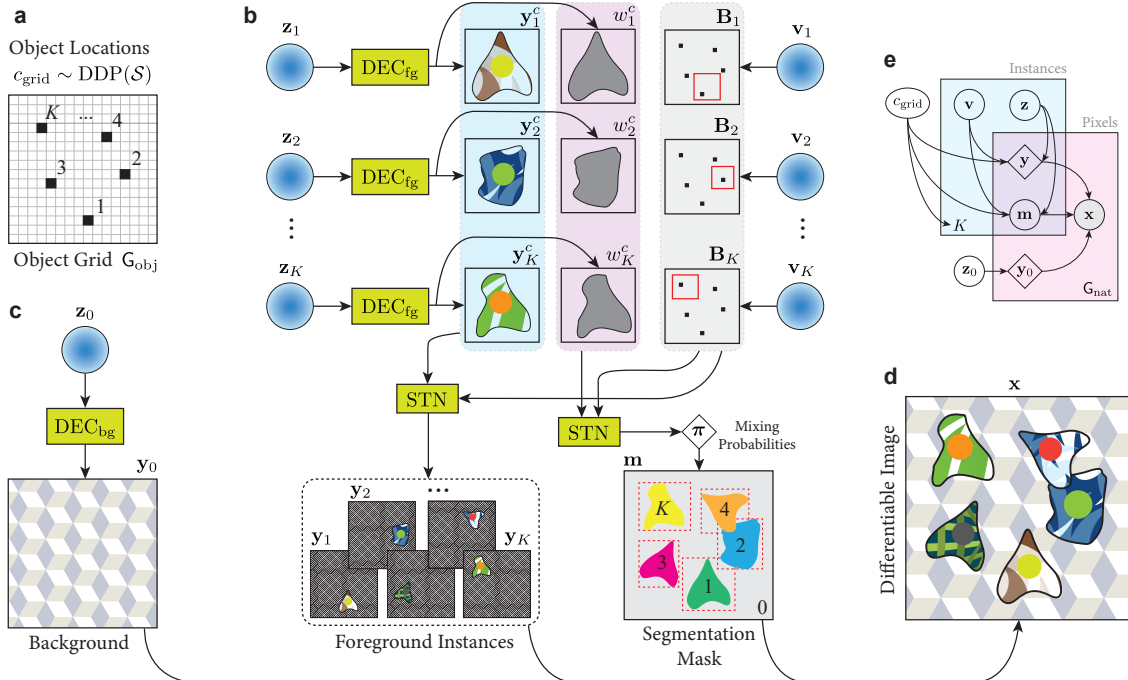 a
Object Locations
c_grid ∼ DDP(𝒮)
K ... 4
3 2
1
Object Grid G_obj
b
z_1 y_1^c w_1^c B_1 v_1
DEC_fg
z_2 y_2^c w_2^c B_2 v_2
DEC_fg
⋮ ⋮
z_K y_K^c w_K^c B_K v_K
DEC_fg
STN
STN π Mixing
Probabilities
y_2 ...
y_1 y_K
Foreground Instances
m
K 4
2
3 1
0
Segmentation
Mask
c
z_0
DEC_bg
y_0
Background
e
Instances
c_grid v z
Pixels
y
K m x
z_0 y_0
G_nat
d
x
Differentiable Image